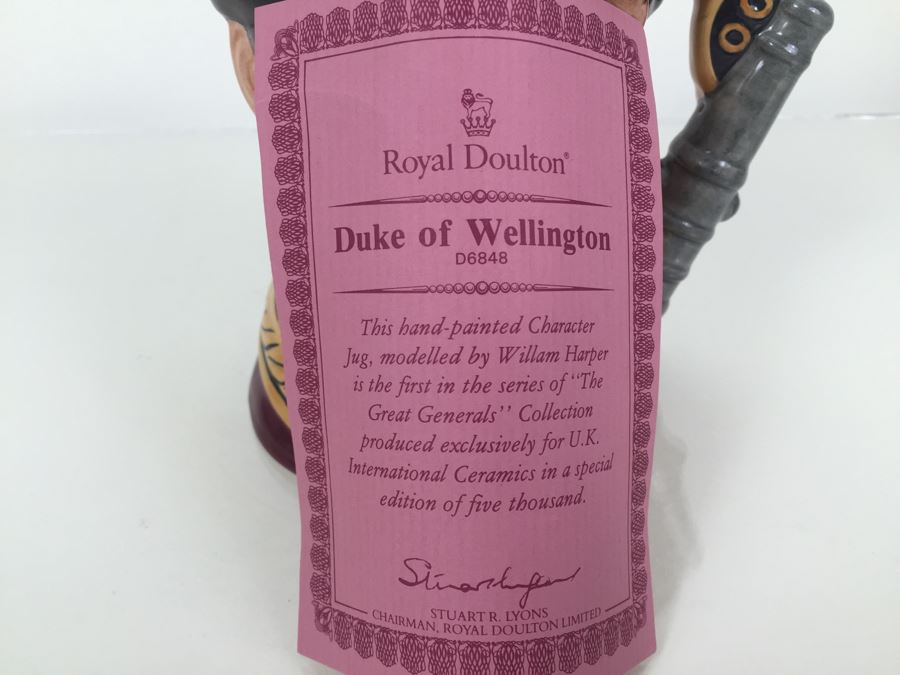 Royal Doulton®
Duke of Wellington
D6848
This hand-painted Character
Jug, modelled by Willam Harper
is the first in the series of "The
Great Generals" Collection
produced exclusively for U.K.
International Ceramics in a special
edition of five thousand.
STUART R. LYONS
CHAIRMAN, ROYAL DOULTON LIMITED